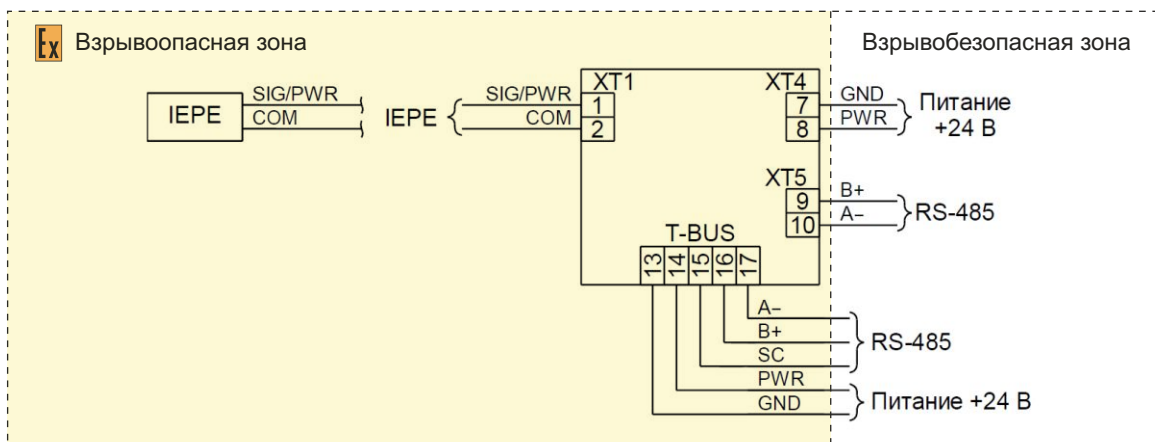 Ex Взрывоопасная зона
Взрывобезопасная зона
XT1
XT4
IEPE
SIG/PWR
COM
IEPE
SIG/PWR
COM
1
2
7
8
GND
PWR
Питание
+24 В
XT5
9
10
B+
A−
RS-485
T-BUS
13 14 15 16 17
A−
B+
SC
RS-485
PWR
GND
Питание +24 В